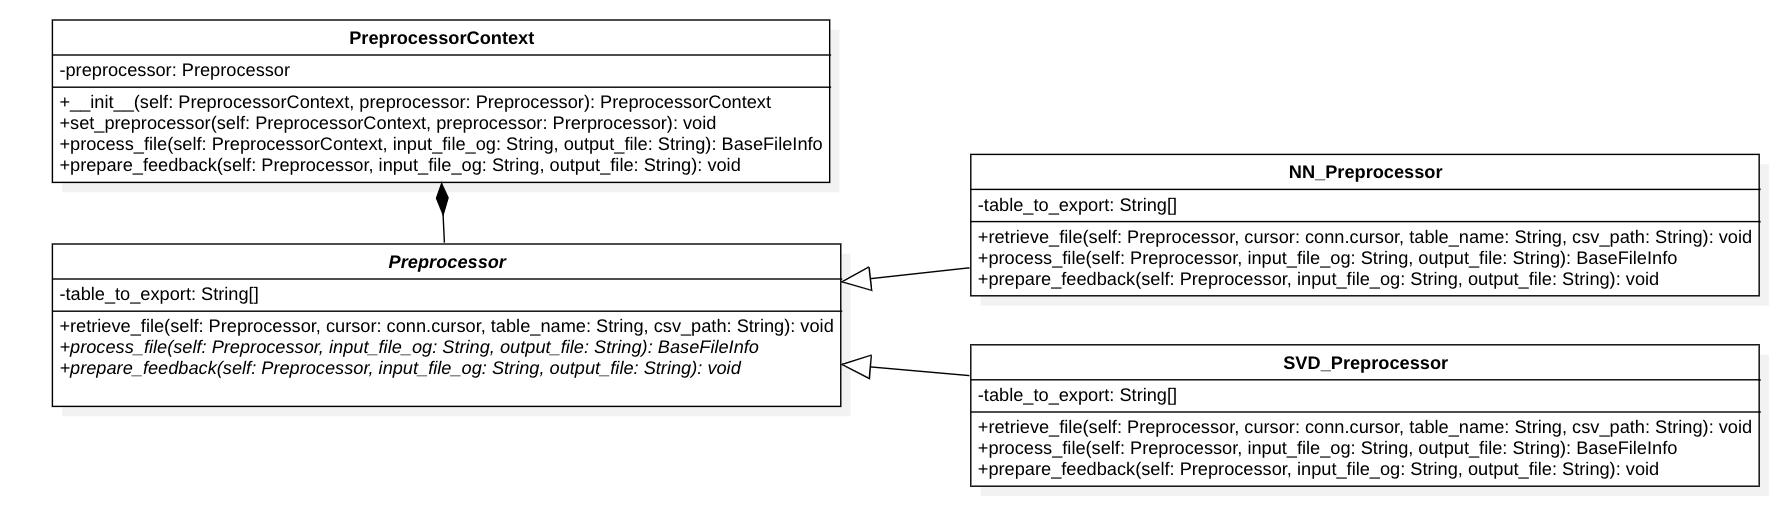 PreprocessorContext
-preprocessor: Preprocessor
+__init__(self: PreprocessorContext, preprocessor: Preprocessor): PreprocessorContext
+set_preprocessor(self: PreprocessorContext, preprocessor: Prerprocessor): void
+process_file(self: PreprocessorContext, input_file_og: String, output_file: String): BaseFileInfo
+prepare_feedback(self: Preprocessor, input_file_og: String, output_file: String): void
Preprocessor
-table_to_export: String[]
+retrieve_file(self: Preprocessor, cursor: conn.cursor, table_name: String, csv_path: String): void
+process_file(self: Preprocessor, input_file_og: String, output_file: String): BaseFileInfo
+prepare_feedback(self: Preprocessor, input_file_og: String, output_file: String): void
NN_Preprocessor
-table_to_export: String[]
+retrieve_file(self: Preprocessor, cursor: conn.cursor, table_name: String, csv_path: String): void
+process_file(self: Preprocessor, input_file_og: String, output_file: String): BaseFileInfo
+prepare_feedback(self: Preprocessor, input_file_og: String, output_file: String): void
SVD_Preprocessor
-table_to_export: String[]
+retrieve_file(self: Preprocessor, cursor: conn.cursor, table_name: String, csv_path: String): void
+process_file(self: Preprocessor, input_file_og: String, output_file: String): BaseFileInfo
+prepare_feedback(self: Preprocessor, input_file_og: String, output_file: String): void